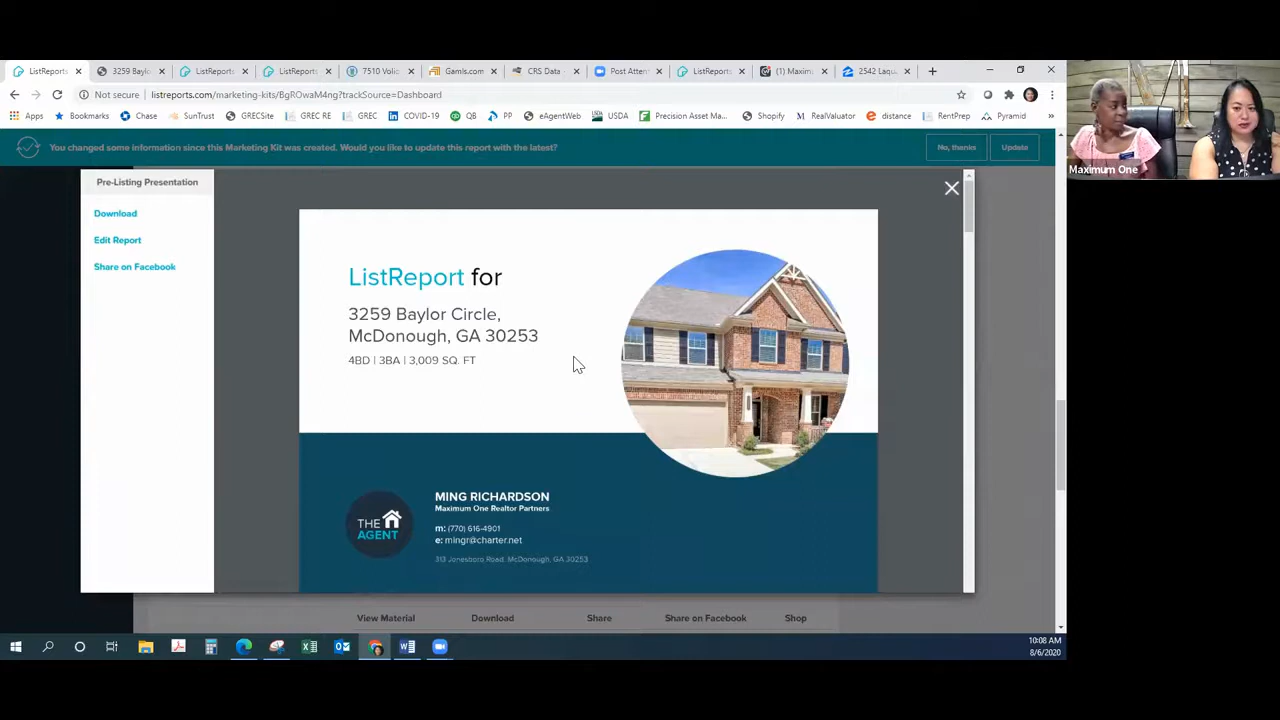 ListReports
3259 Baylo
ListReports
ListReports
7510 Volio
Gamls.com
CRS Data -
Post Atten
ListReports
(1) Maxim
2542 Laqu
Not secure
listreports.com/marketing-kits/BgROwaM4ng?trackSource=Dashboard
Apps
Bookmarks
Chase
SunTrust
GRECSite
GREC RE
GREC
COVID-19
QB
PP
eAgentWeb
USDA
Precision Asset Ma...
Shopify
RealValuator
distance
RentPrep
Pyramid
You changed some information since this Marketing Kit was created. Would you like to update this report with the latest?
No, thanks
Update
Maximum One
Pre-Listing Presentation
Download
Edit Report
Share on Facebook
ListReport for
3259 Baylor Circle,
McDonough, GA 30253
4BD | 3BA | 3,009 SQ. FT
THE
AGENT
MING RICHARDSON
Maximum One Realtor Partners
m: (770) 616-4901
e: mingr@charter.net
313 Jonesboro Road, McDonough, GA 30253
View Material
Download
Share
Share on Facebook
Shop
10:08 AM
8/6/2020